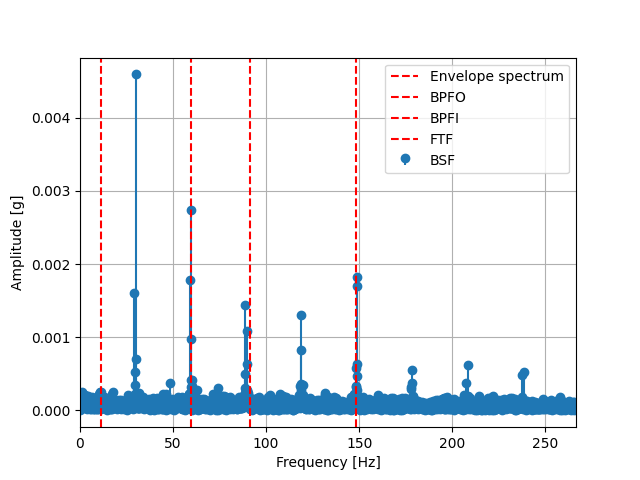 Envelope spectrum
BPFO
BPFI
FTF
BSF
Amplitude [g]
0.004
0.003
0.002
0.001
0.000
0 50 100 150 200 250
Frequency [Hz]